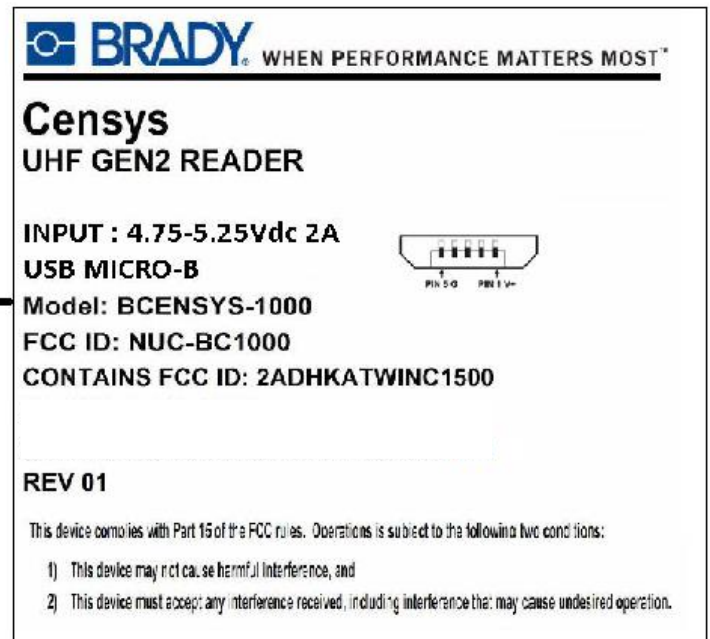 BRADY. WHEN PERFORMANCE MATTERS MOST™
Censys
UHF GEN2 READER
INPUT : 4.75-5.25Vdc 2A
USB MICRO-B
PIN 5 G PIN 1 V+
Model: BCENSYS-1000
FCC ID: NUC-BC1000
CONTAINS FCC ID: 2ADHKATWINC1500
REV 01
This device complies with Part 15 of the FCC rules. Operations is subject to the following two conditions:
1) This device may not cause harmful interference, and
2) This device must accept any interference received, including interference that may cause undesired operation.